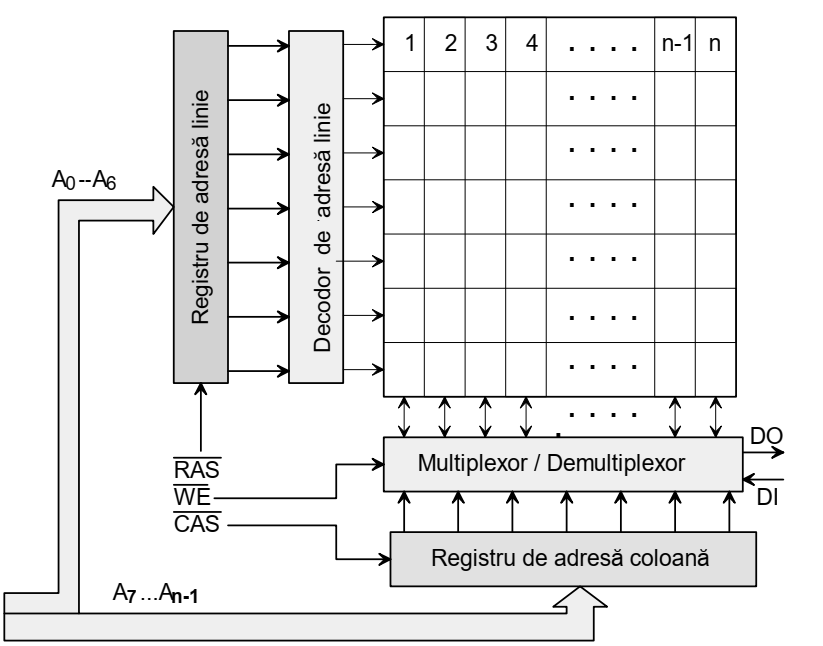 1 2 3 4 . . . . n-1 n
. . . .
. . . .
. . . .
. . . .
. . . .
. . . .
. . . .
Registru de adresă linie
Decodor de adresă linie
A0--A6
RAS
WE
CAS
Multiplexor / Demultiplexor
DO
DI
Registru de adresă coloană
A7 ...An-1